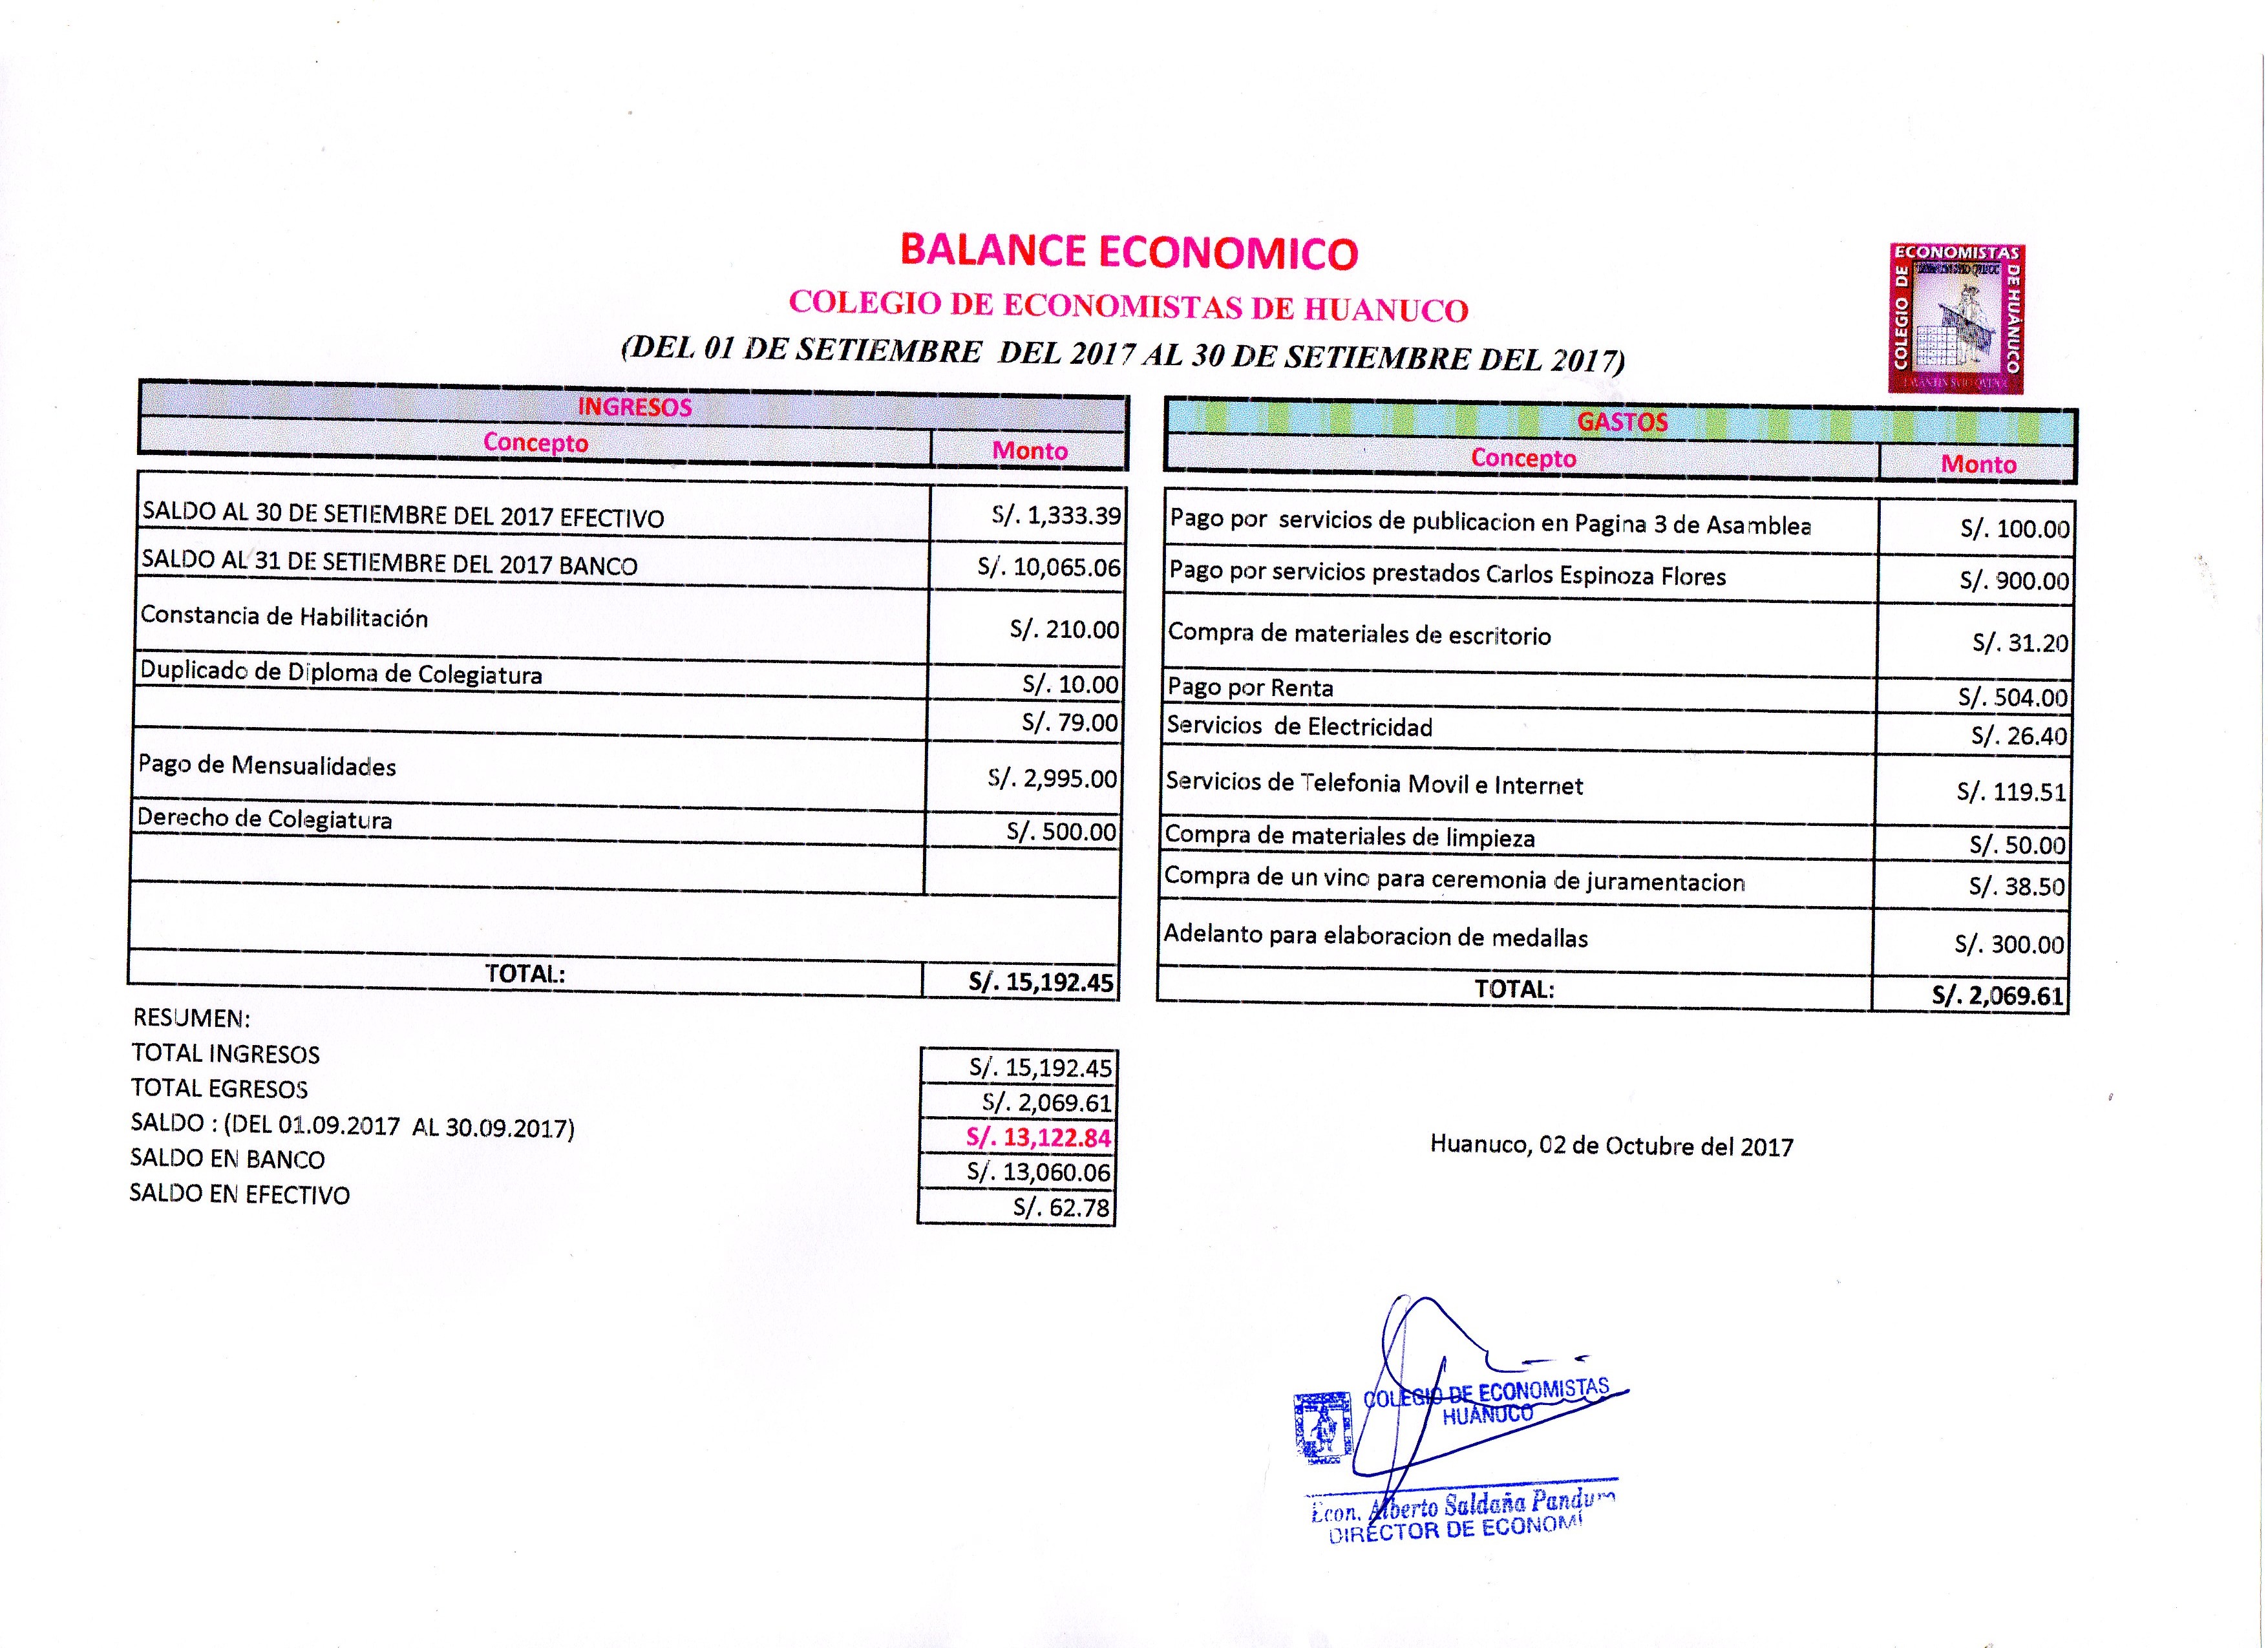 BALANCE ECONOMICO
COLEGIO DE ECONOMISTAS DE HUANUCO
(DEL 01 DE SETIEMBRE DEL 2017 AL 30 DE SETIEMBRE DEL 2017)
COLEGIO DE ECONOMISTAS DE HUÁNUCO
INGRESOS
Concepto Monto
SALDO AL 30 DE SETIEMBRE DEL 2017 EFECTIVO S/. 1,333.39
SALDO AL 31 DE SETIEMBRE DEL 2017 BANCO S/. 10,065.06
Constancia de Habilitación S/. 210.00
Duplicado de Diploma de Colegiatura S/. 10.00
S/. 79.00
Pago de Mensualidades S/. 2,995.00
Derecho de Colegiatura S/. 500.00
TOTAL: S/. 15,192.45
GASTOS
Concepto Monto
Pago por servicios de publicacion en Pagina 3 de Asamblea S/. 100.00
Pago por servicios prestados Carlos Espinoza Flores S/. 900.00
Compra de materiales de escritorio S/. 31.20
Pago por Renta S/. 504.00
Servicios de Electricidad S/. 26.40
Servicios de Telefonia Movil e Internet S/. 119.51
Compra de materiales de limpieza S/. 50.00
Compra de un vino para ceremonia de juramentacion S/. 38.50
Adelanto para elaboracion de medallas S/. 300.00
TOTAL: S/. 2,069.61
RESUMEN:
TOTAL INGRESOS S/. 15,192.45
TOTAL EGRESOS S/. 2,069.61
SALDO : (DEL 01.09.2017 AL 30.09.2017) S/. 13,122.84
SALDO EN BANCO S/. 13,060.06
SALDO EN EFECTIVO S/. 62.78
Huanuco, 02 de Octubre del 2017
COLEGIO DE ECONOMISTAS
HUÁNUCO
Econ. Alberto Saldaña Panduro
DIRECTOR DE ECONOMÍ